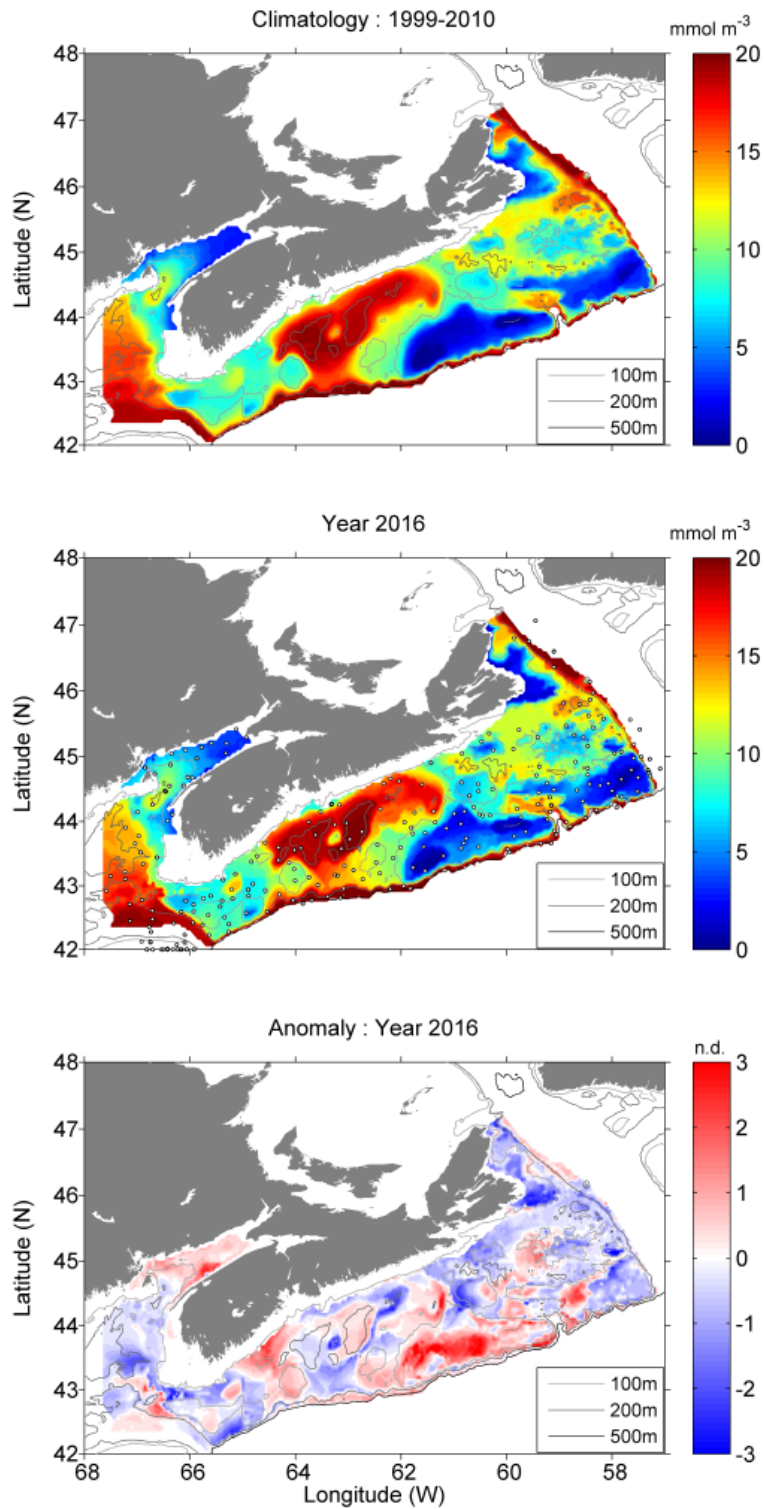 Climatology : 1999-2010
mmol m-3
48
47
46
45
44
43
42
Latitude (N)
20
15
10
5
0
100m
200m
500m
Year 2016
mmol m-3
48
47
46
45
44
43
42
Latitude (N)
20
15
10
5
0
100m
200m
500m
Anomaly : Year 2016
n.d.
48
47
46
45
44
43
42
Latitude (N)
3
2
1
0
-1
-2
-3
100m
200m
500m
68 66 64 62 60 58
Longitude (W)